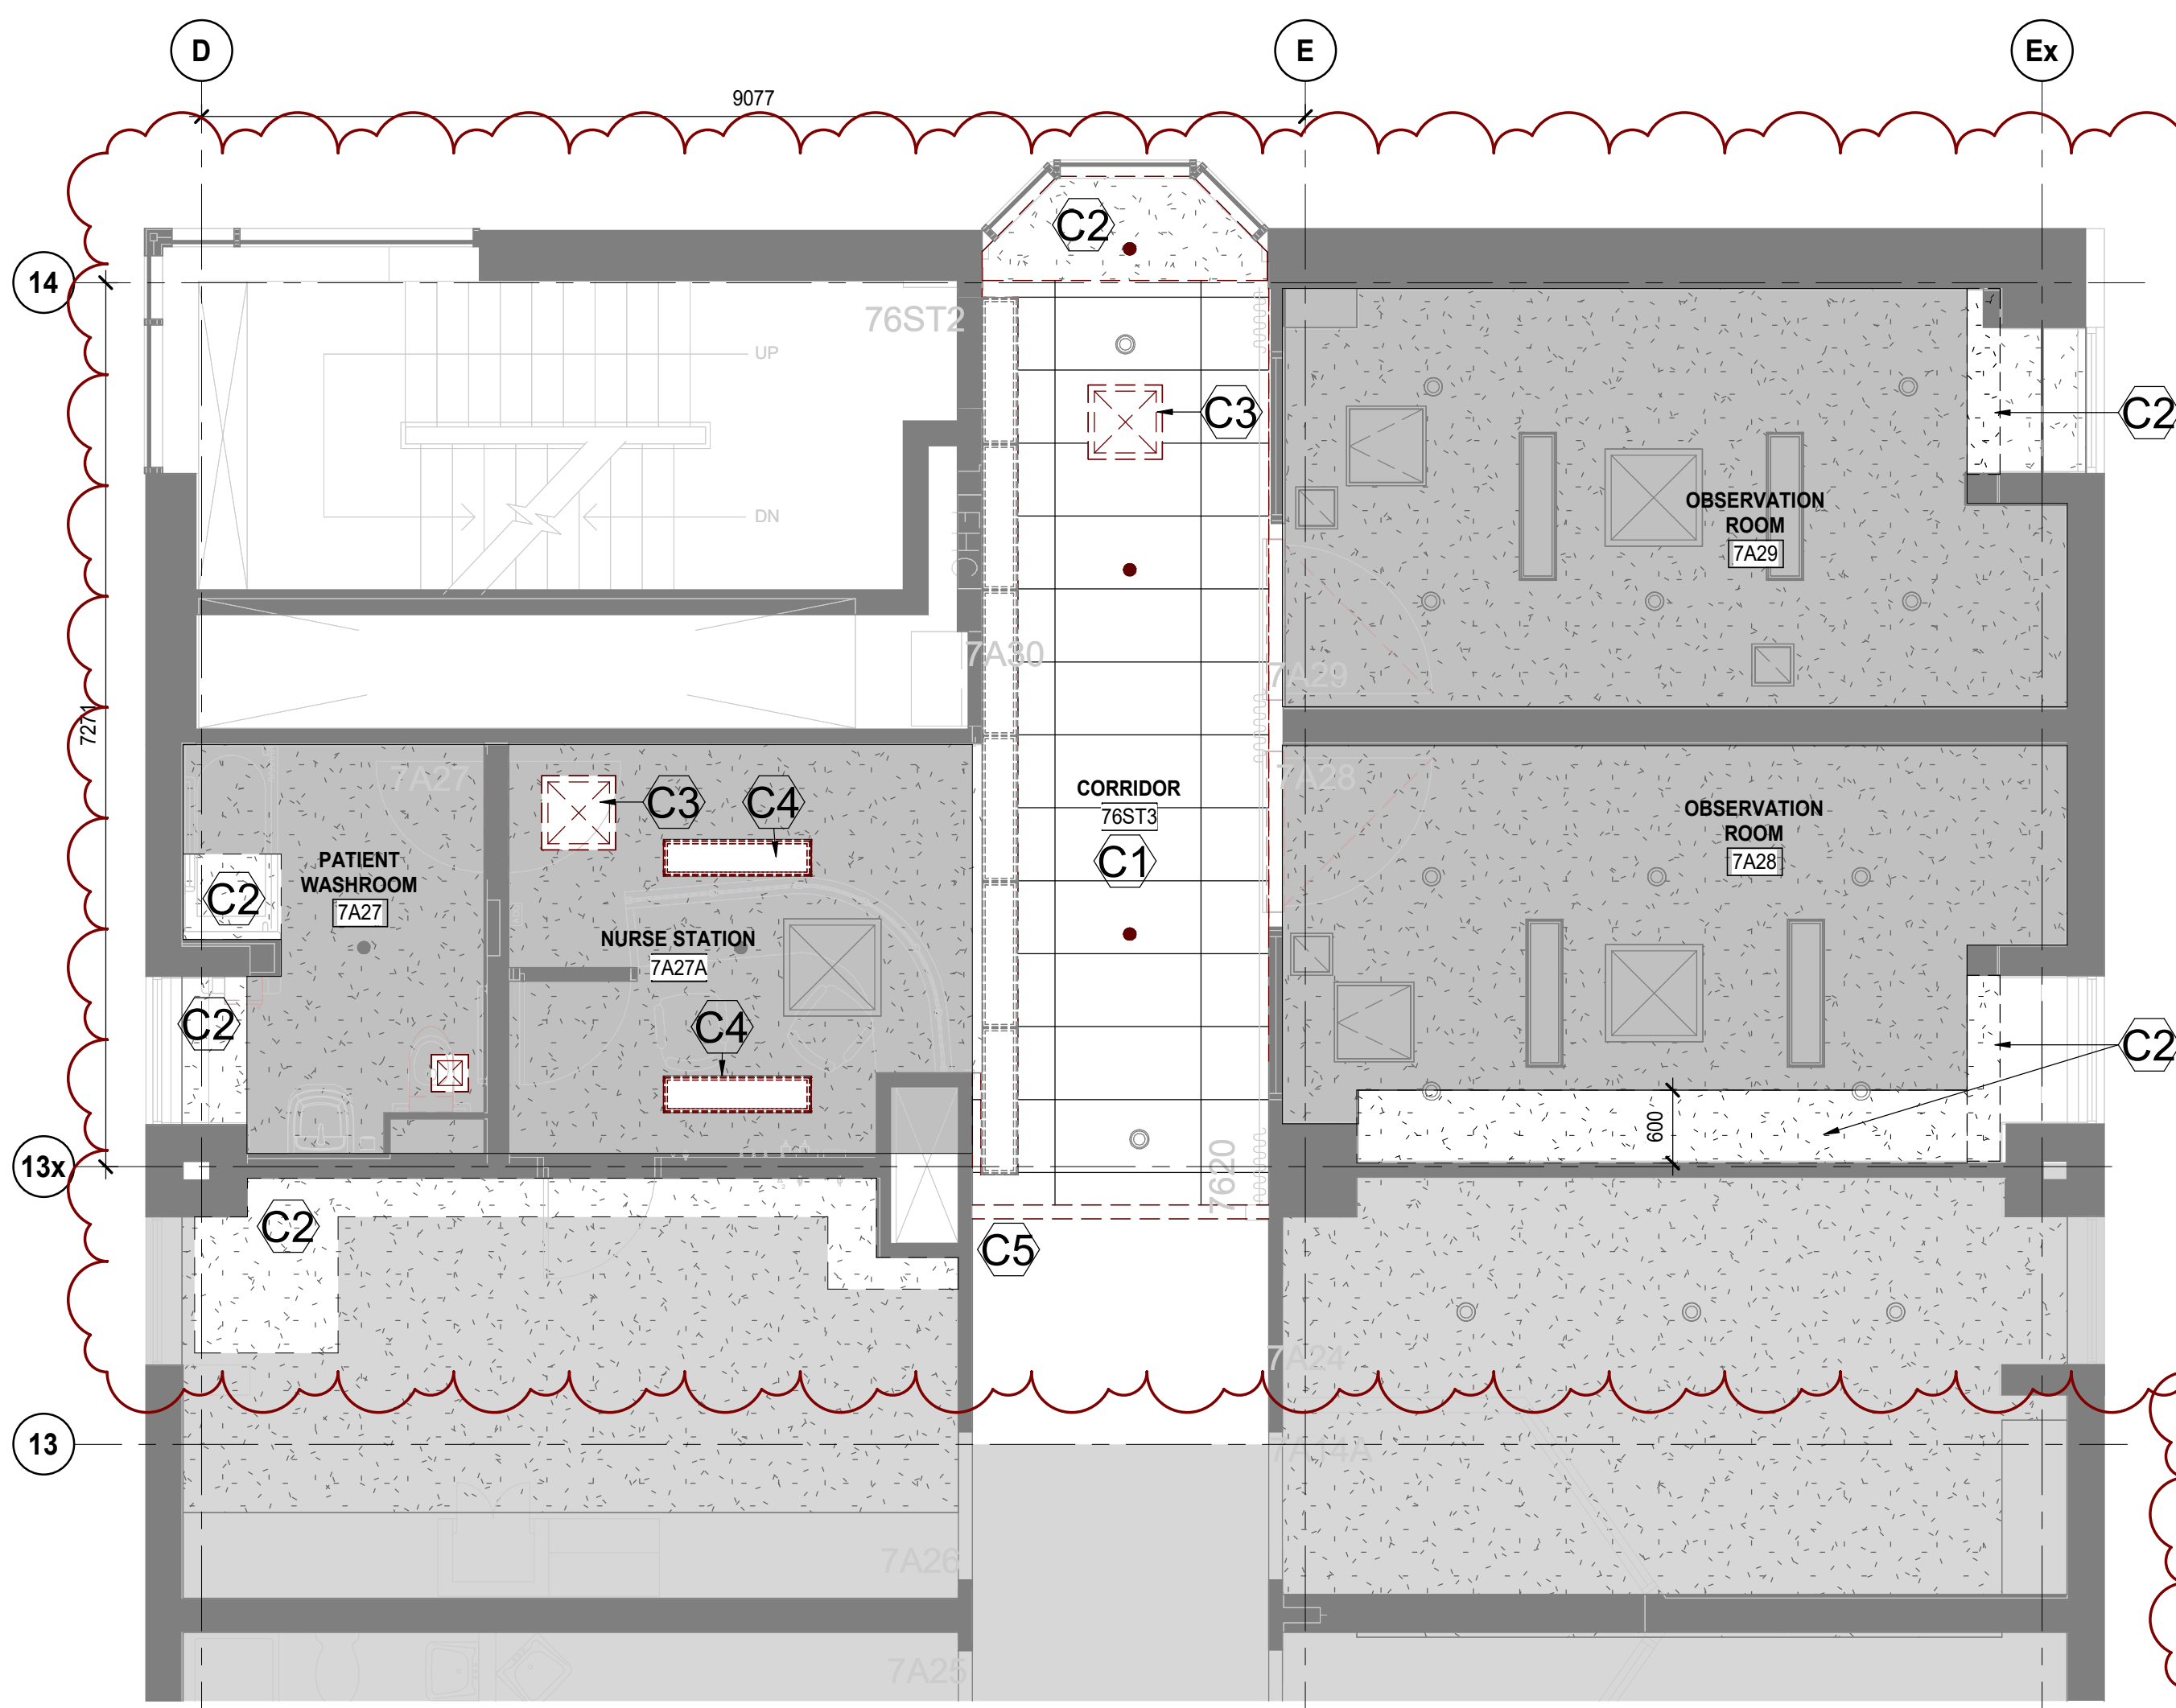 D
E
Ex
9077
C2
14
76ST2
UP
C3
C2
DN
OBSERVATION
ROOM
7A29
7A30
7A29
7271
7A27
C3
C4
CORRIDOR
76ST3
C1
7A28
OBSERVATION
ROOM
7A28
PATIENT
WASHROOM
7A27
C2
NURSE STATION
7A27A
C2
C4
C2
600
13x
7620
C2
C5
7A24
13
7A14A
7A26
7A25